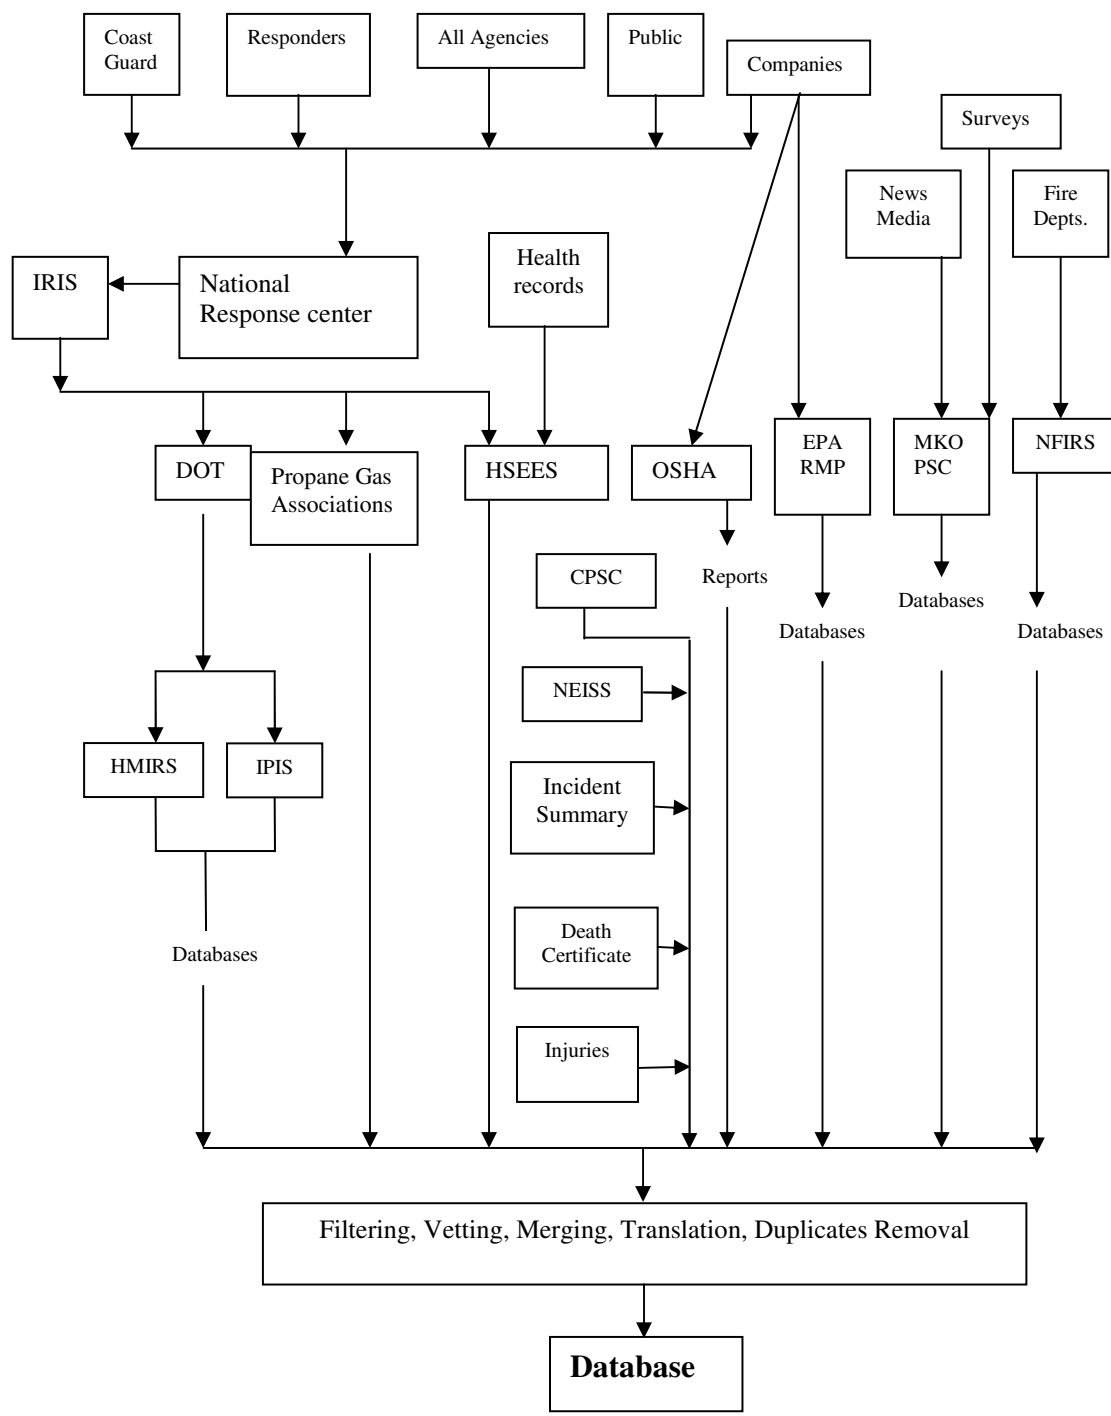 Coast
Guard
Responders
All Agencies
Public
Companies
Surveys
News
Media
Fire
Depts.
Health
records
IRIS
National
Response center
DOT
Propane Gas
Associations
HSEES
OSHA
EPA
RMP
MKO
PSC
NFIRS
CPSC
Reports
Databases
Databases
Databases
NEISS
HMIRS
IPIS
Incident
Summary
Death
Certificate
Databases
Injuries
Filtering, Vetting, Merging, Translation, Duplicates Removal
Database